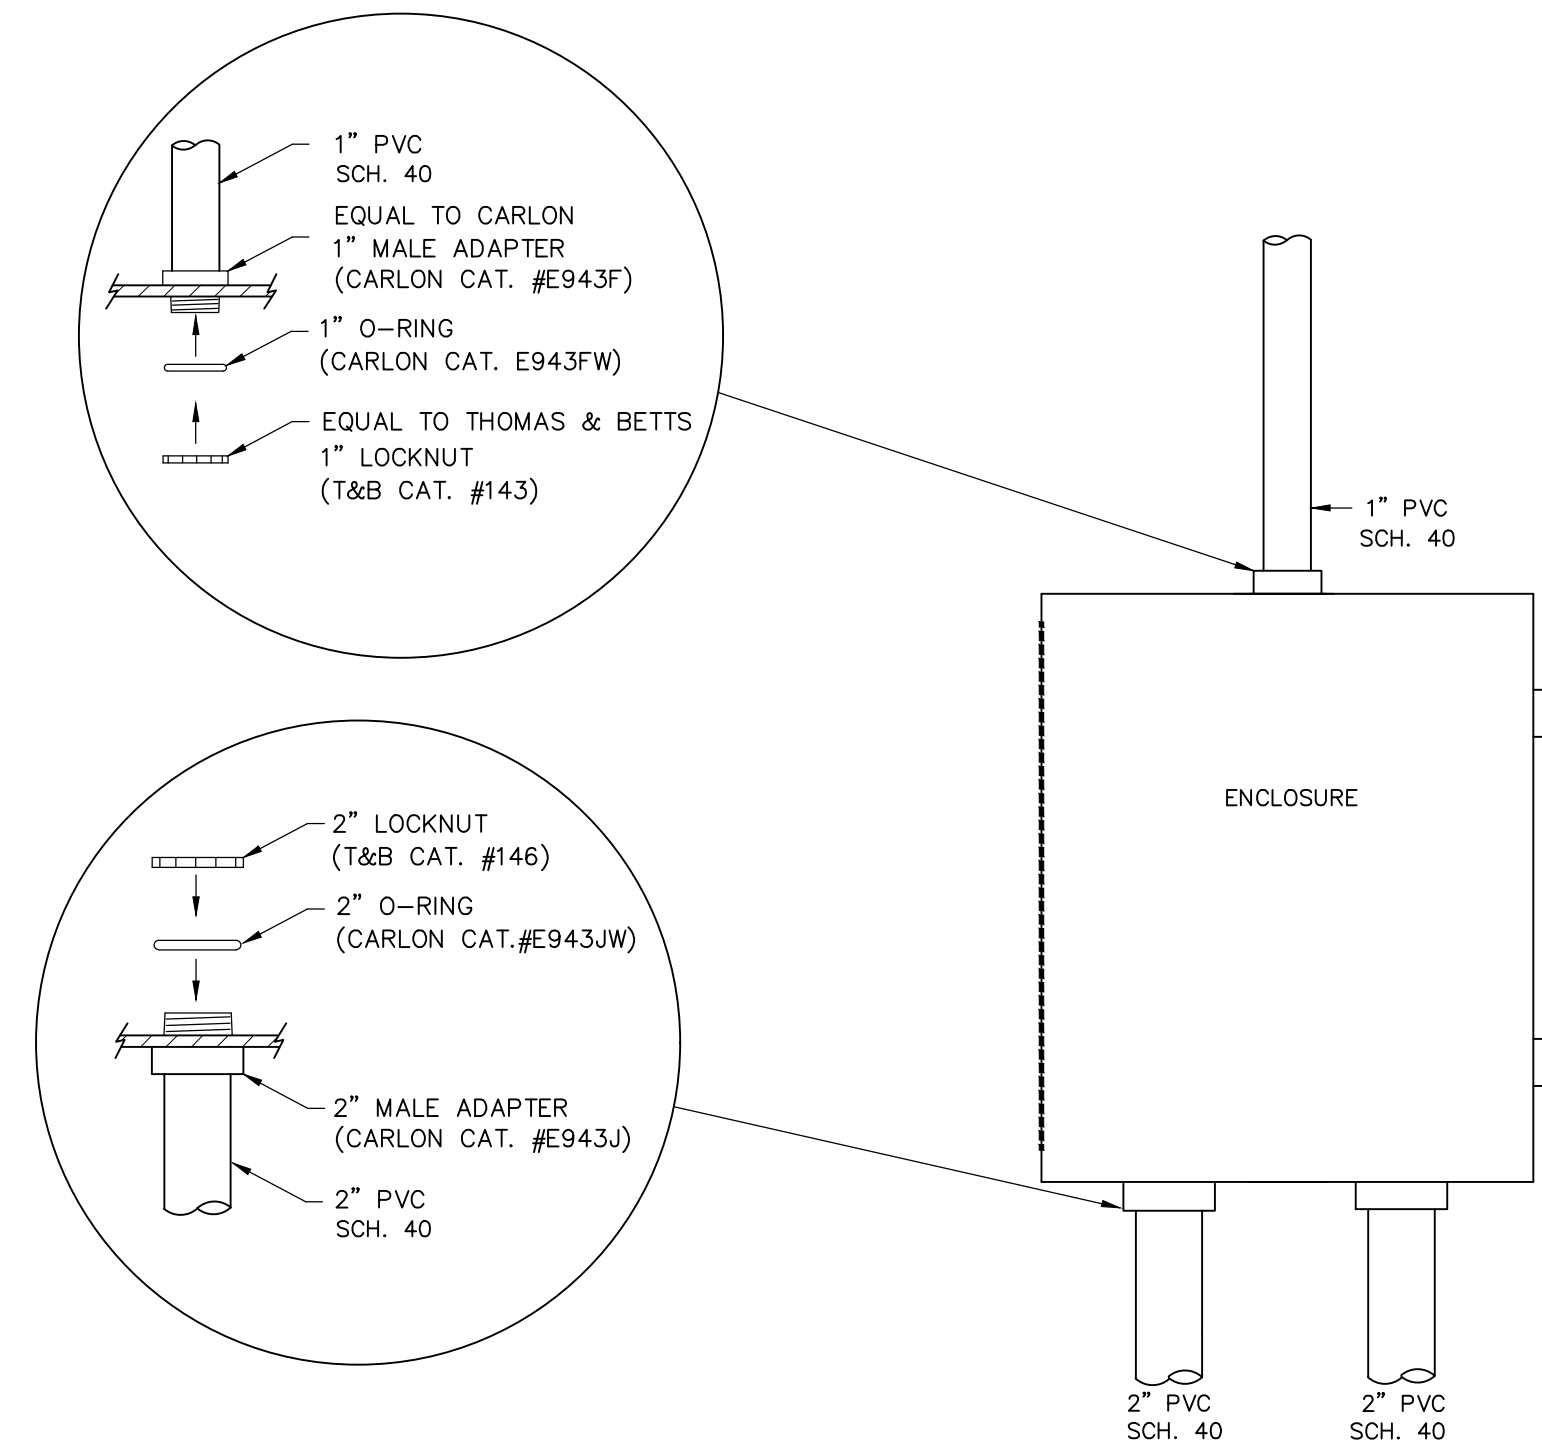 1” PVC
SCH. 40
EQUAL TO CARLON
1” MALE ADAPTER
(CARLON CAT. #E943F)
1” O–RING
(CARLON CAT. E943FW)
EQUAL TO THOMAS & BETTS
1” LOCKNUT
(T&B CAT. #143)
1” PVC
SCH. 40
ENCLOSURE
2” LOCKNUT
(T&B CAT. #146)
2” O–RING
(CARLON CAT.#E943JW)
2” MALE ADAPTER
(CARLON CAT. #E943J)
2” PVC
SCH. 40
2” PVC
SCH. 40
2” PVC
SCH. 40